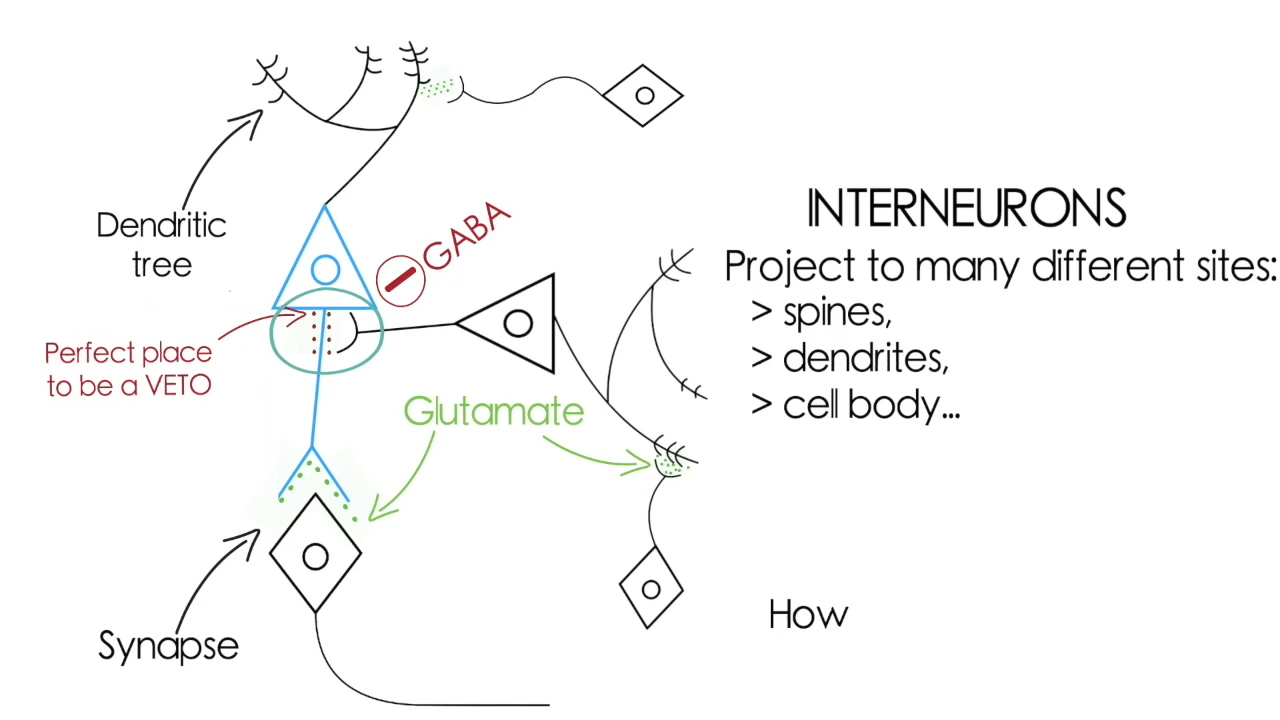 Dendritic
tree
GABA
Perfect place
to be a VETO
Glutamate
Synapse
INTERNEURONS
Project to many different sites:
> spines,
> dendrites,
> cell body...
How